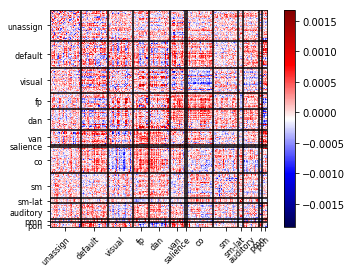 unassign
default
visual
fp
dan
van
salience
co
sm
sm-lat
auditory
pmn
pon
unassign
default
visual
fp
dan
van
salience
co
sm
sm-lat
auditory
0.0015
0.0010
0.0005
0.0000
−0.0005
−0.0010
−0.0015